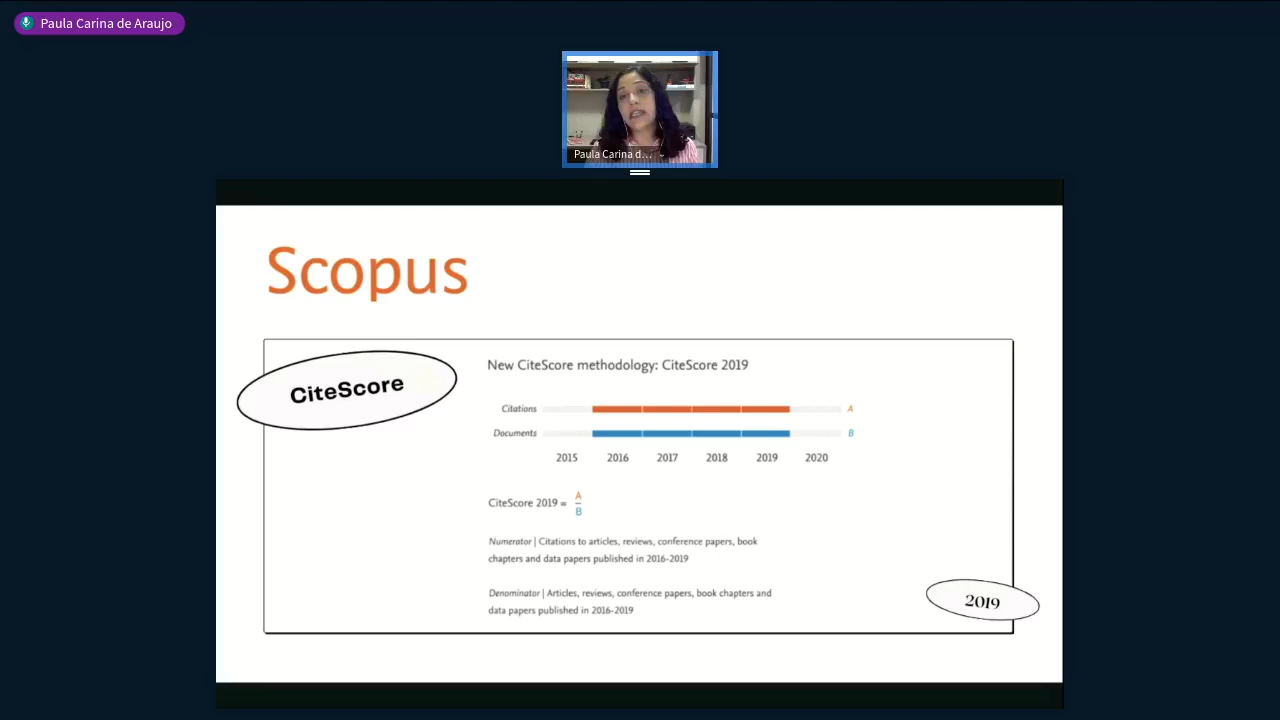 Paula Carina de Araujo
Paula Carina d...
Scopus
CiteScore
New CiteScore methodology: CiteScore 2019
Citations A
Documents B
2015 2016 2017 2018 2019 2020
CiteScore 2019 = A
B
Numerator | Citations to articles, reviews, conference papers, book
chapters and data papers published in 2016-2019
Denominator | Articles, reviews, conference papers, book chapters and
data papers published in 2016-2019
2019